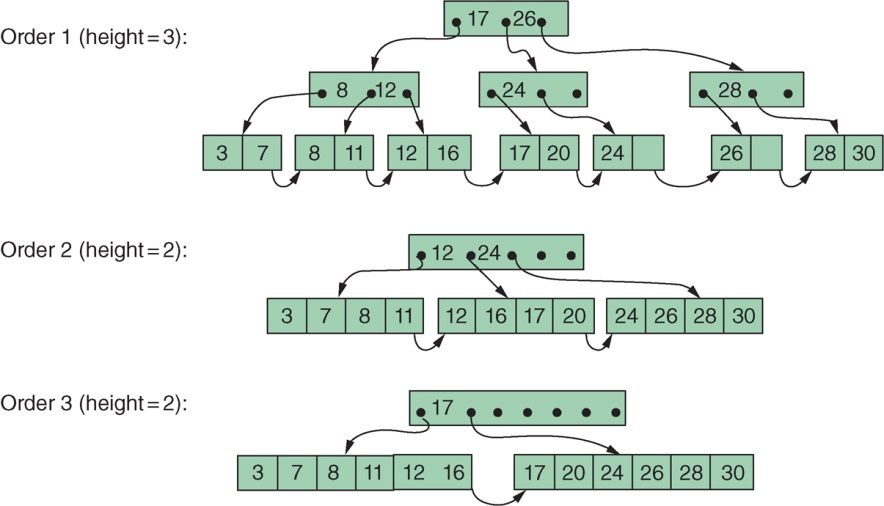 17 26
Order 1 (height=3):
8 12 24 28
3 7 8 11 12 16 17 20 24 26 28 30
Order 2 (height=2):
12 24
3 7 8 11 12 16 17 20 24 26 28 30
Order 3 (height=2):
17
3 7 8 11 12 16 17 20 24 26 28 30